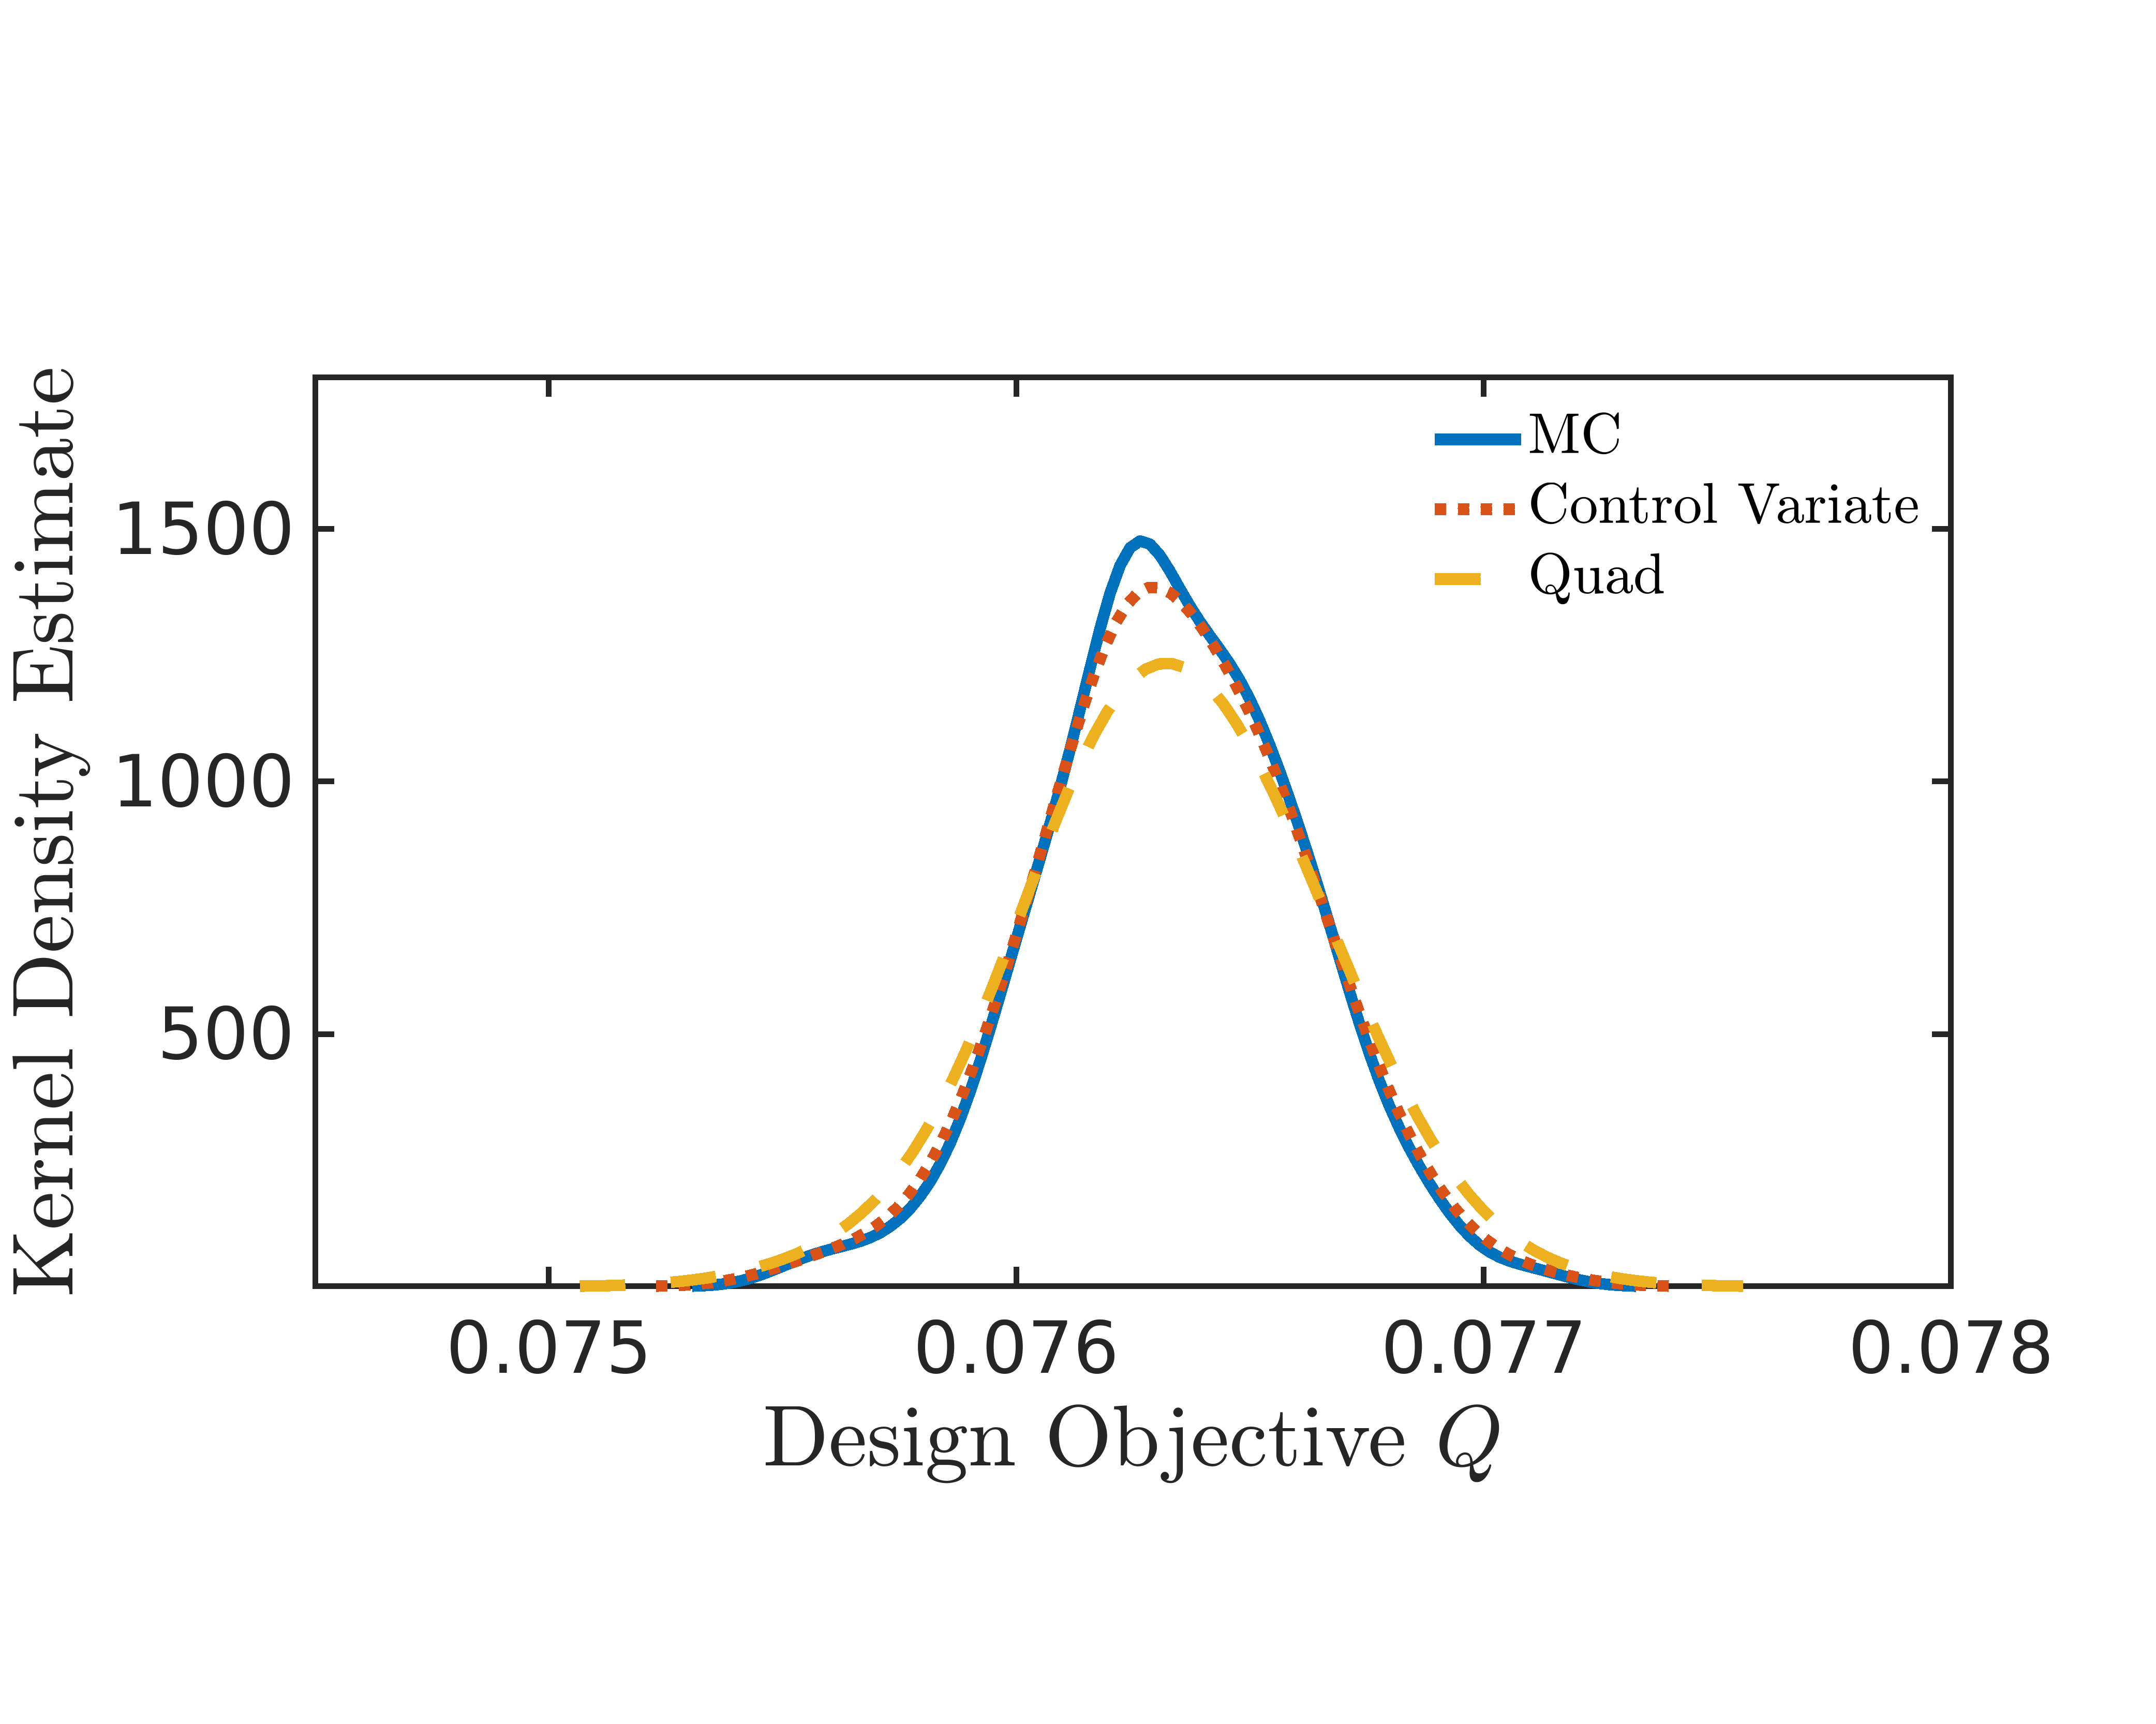 Kernel Density Estimate
1500
1000
500
MC
Control Variate
Quad
0.075
0.076
0.077
0.078
Design Objective Q